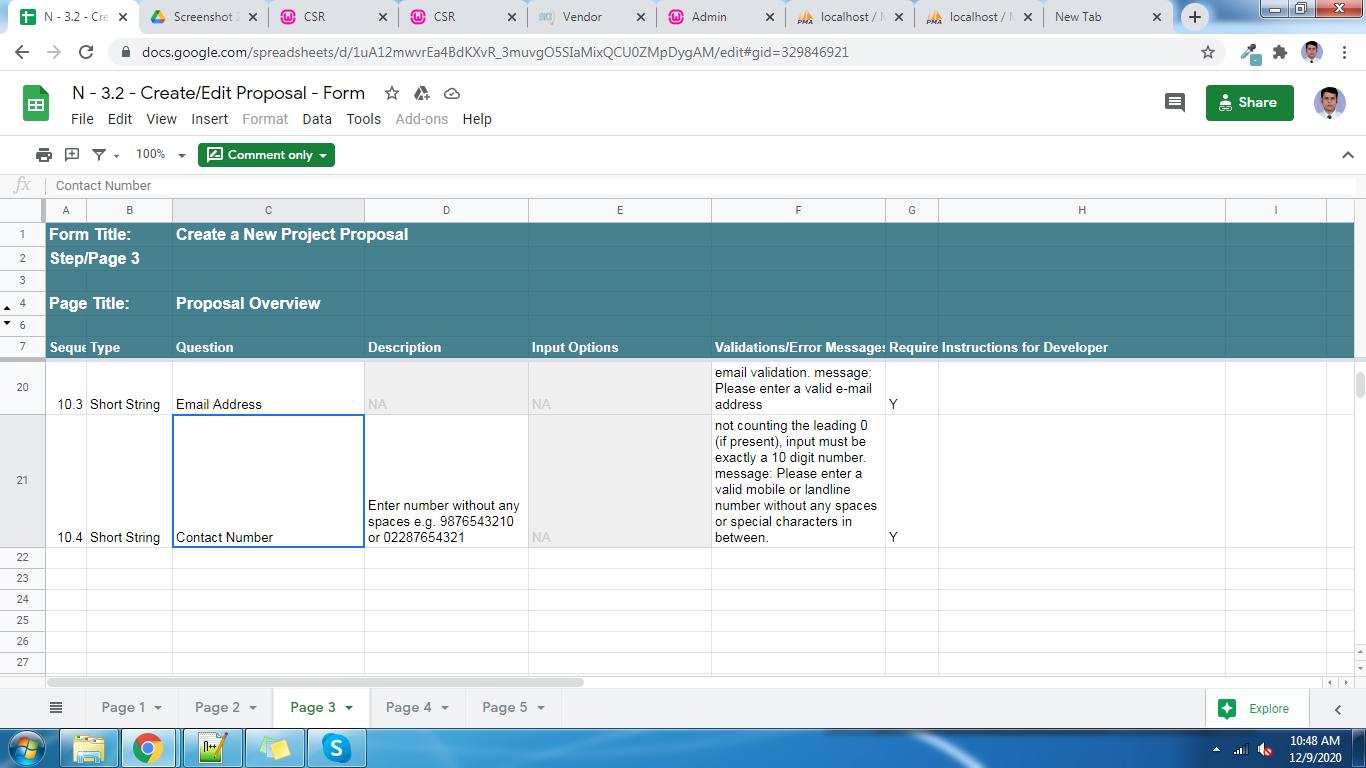 N - 3.2 - Cre
Screenshot 2
CSR
CSR
Vendor
Admin
localhost / M
localhost / M
New Tab
docs.google.com/spreadsheets/d/1uA12mwvrEa4BdKXvR_3muvgO5SIaMixQCU0ZMpDygAM/edit#gid=329846921
N - 3.2 - Create/Edit Proposal - Form
File Edit View Insert Format Data Tools Add-ons Help
Share
100%
Comment only
fx Contact Number
A B C D E F G H I
1 Form Title: Create a New Project Proposal
2 Step/Page 3
3
4 Page Title: Proposal Overview
6
7 Seque Type Question Description Input Options Validations/Error Messages Require Instructions for Developer
email validation. message:
Please enter a valid e-mail
address
20 10.3 Short String Email Address NA NA Y
not counting the leading 0
(if present), input must be
exactly a 10 digit number.
message: Please enter a
valid mobile or landline
number without any spaces
or special characters in
between.
Enter number without any
spaces e.g. 9876543210
or 02287654321
21 10.4 Short String Contact Number NA Y
22
23
24
25
26
27
Page 1 Page 2 Page 3 Page 4 Page 5
Explore
10:48 AM
12/9/2020